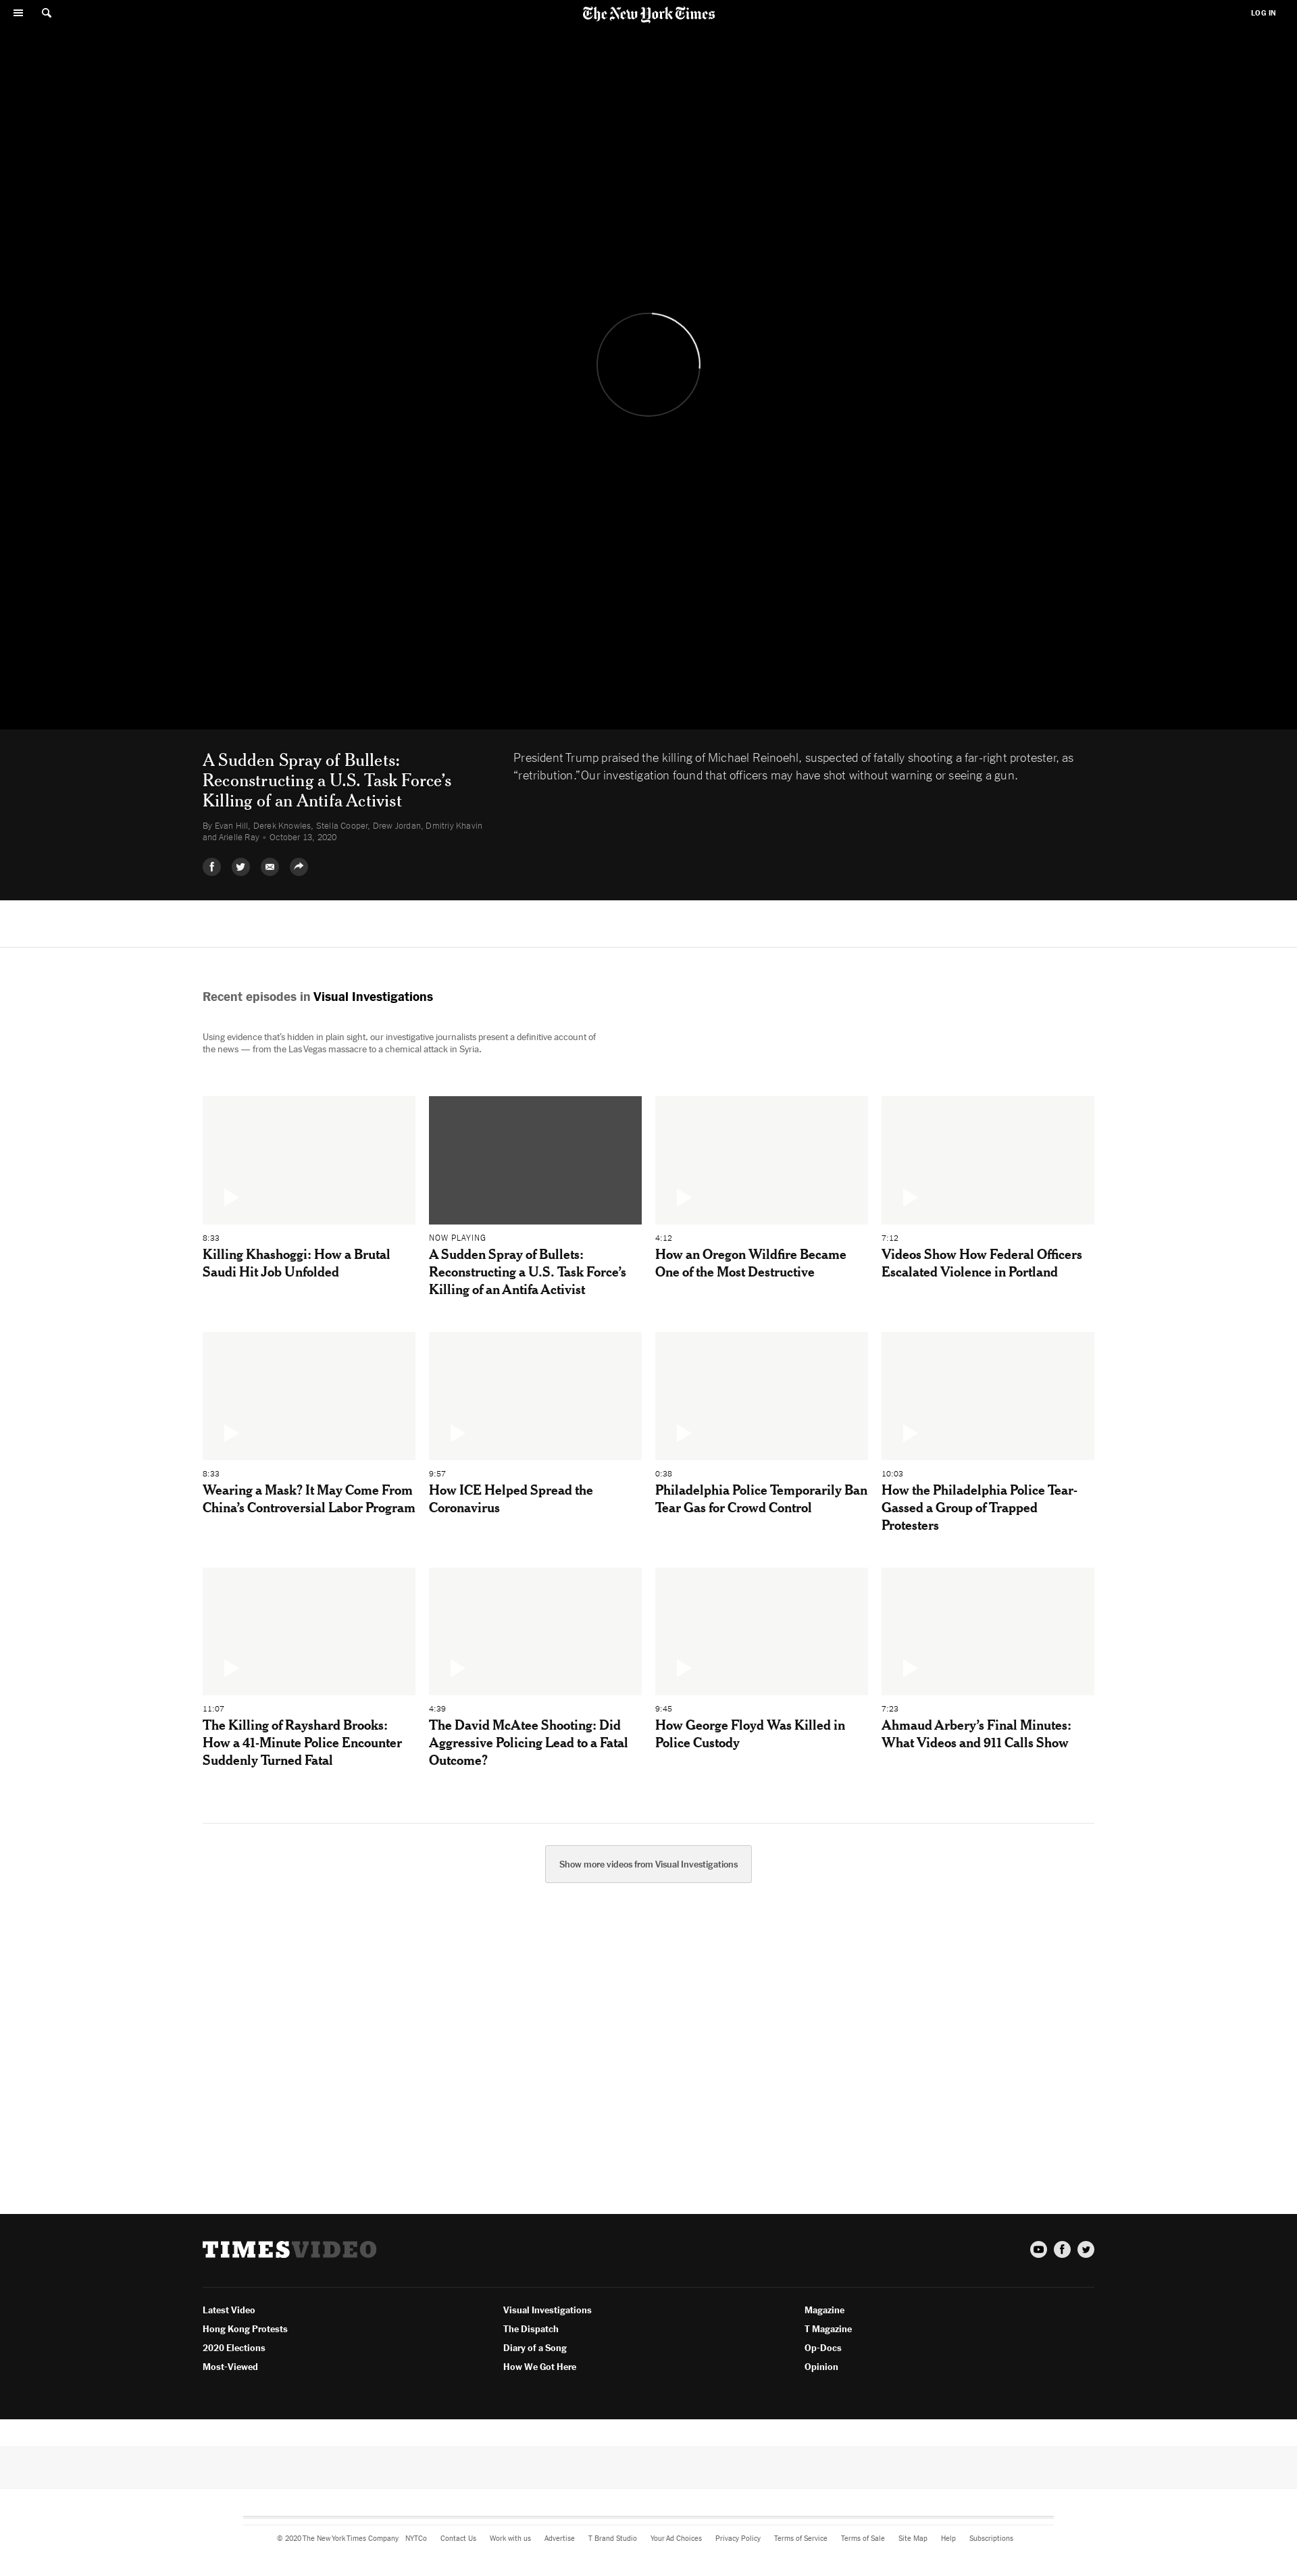 The New York Times
LOG IN
A Sudden Spray of Bullets:
Reconstructing a U.S. Task Force’s
Killing of an Antifa Activist
By Evan Hill, Derek Knowles, Stella Cooper, Drew Jordan, Dmitriy Khavin
and Arielle Ray • October 13, 2020
President Trump praised the killing of Michael Reinoehl, suspected of fatally shooting a far-right protester, as
“retribution.” Our investigation found that officers may have shot without warning or seeing a gun.
Recent episodes in Visual Investigations
Using evidence that’s hidden in plain sight, our investigative journalists present a definitive account of
the news — from the Las Vegas massacre to a chemical attack in Syria.
8:33
Killing Khashoggi: How a Brutal
Saudi Hit Job Unfolded
NOW PLAYING
A Sudden Spray of Bullets:
Reconstructing a U.S. Task Force’s
Killing of an Antifa Activist
4:12
How an Oregon Wildfire Became
One of the Most Destructive
7:12
Videos Show How Federal Officers
Escalated Violence in Portland
8:33
Wearing a Mask? It May Come From
China’s Controversial Labor Program
9:57
How ICE Helped Spread the
Coronavirus
0:38
Philadelphia Police Temporarily Ban
Tear Gas for Crowd Control
10:03
How the Philadelphia Police Tear-
Gassed a Group of Trapped
Protesters
11:07
The Killing of Rayshard Brooks:
How a 41-Minute Police Encounter
Suddenly Turned Fatal
4:39
The David McAtee Shooting: Did
Aggressive Policing Lead to a Fatal
Outcome?
9:45
How George Floyd Was Killed in
Police Custody
7:23
Ahmaud Arbery’s Final Minutes:
What Videos and 911 Calls Show
Show more videos from Visual Investigations
TIMESVIDEO
Latest Video
Hong Kong Protests
2020 Elections
Most-Viewed
Visual Investigations
The Dispatch
Diary of a Song
How We Got Here
Magazine
T Magazine
Op-Docs
Opinion
© 2020 The New York Times Company NYTCo Contact Us Work with us Advertise T Brand Studio Your Ad Choices Privacy Policy Terms of Service Terms of Sale Site Map Help Subscriptions